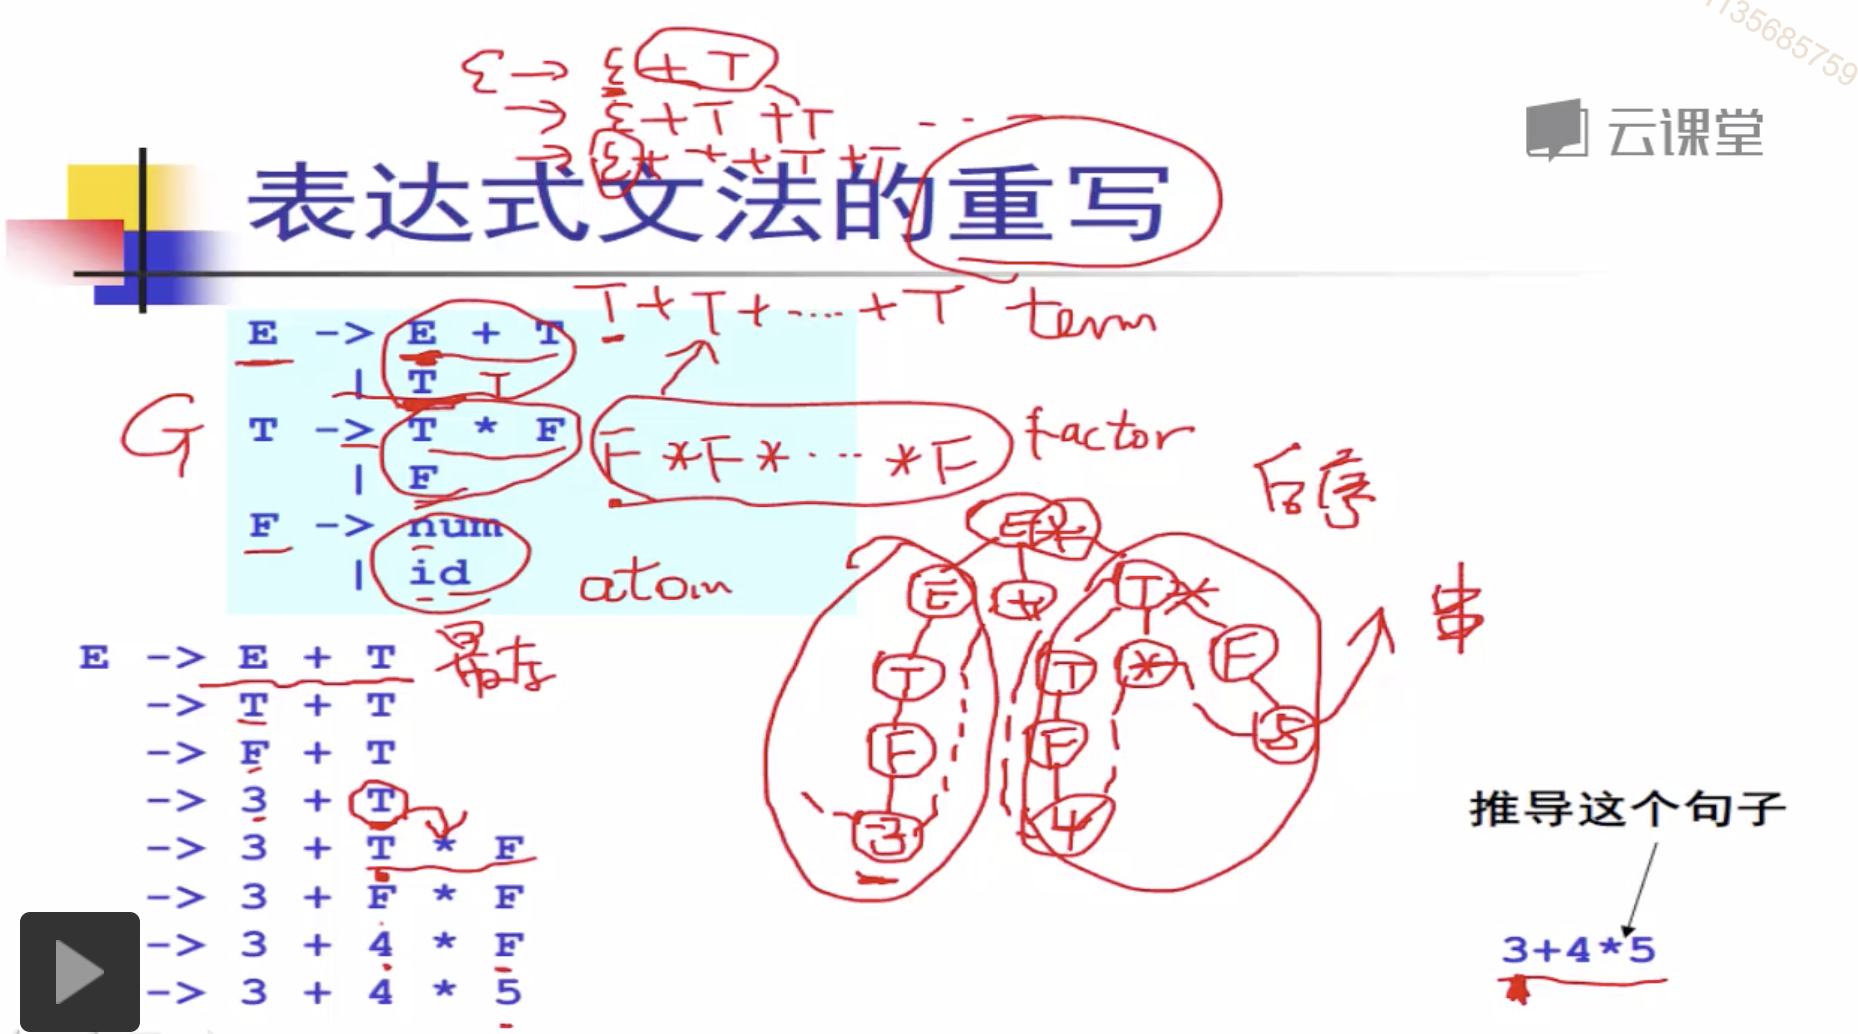 1135685759
云课堂
ε → ε + T
→ ε + T + T ...
→ ε + T + T + T
表达式文法的重写
T + T + ... + T term
E -> E + T
| T T
G T -> T * F
F * F * ... * F factor
| F
F -> num
| id
atom
后序
E +
E + T *
T T * F
F F 5
3 4
串
E -> E + T 最左
-> T + T
-> F + T
-> 3 + T
-> 3 + T * F
-> 3 + F * F
-> 3 + 4 * F
-> 3 + 4 * 5
推导这个句子
3+4*5